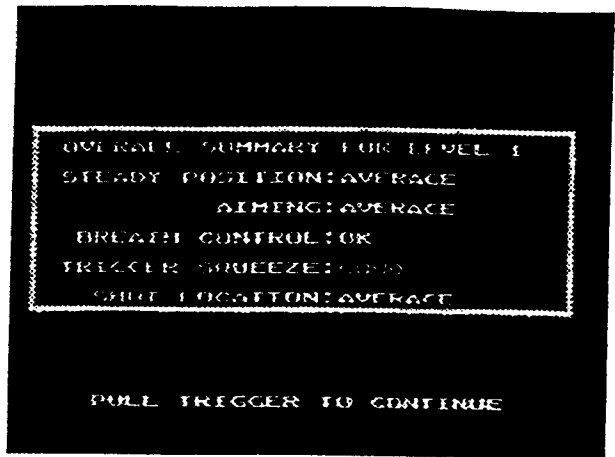 OVERALL SUMMARY FOR LEVEL 1
STEADY POSITION:AVERAGE
AIMING:AVERAGE
BREATH CONTROL:OK
TRIGGER SQUEEZE:GOOD
SHOT LOCATION:AVERAGE
PULL TRIGGER TO CONTINUE